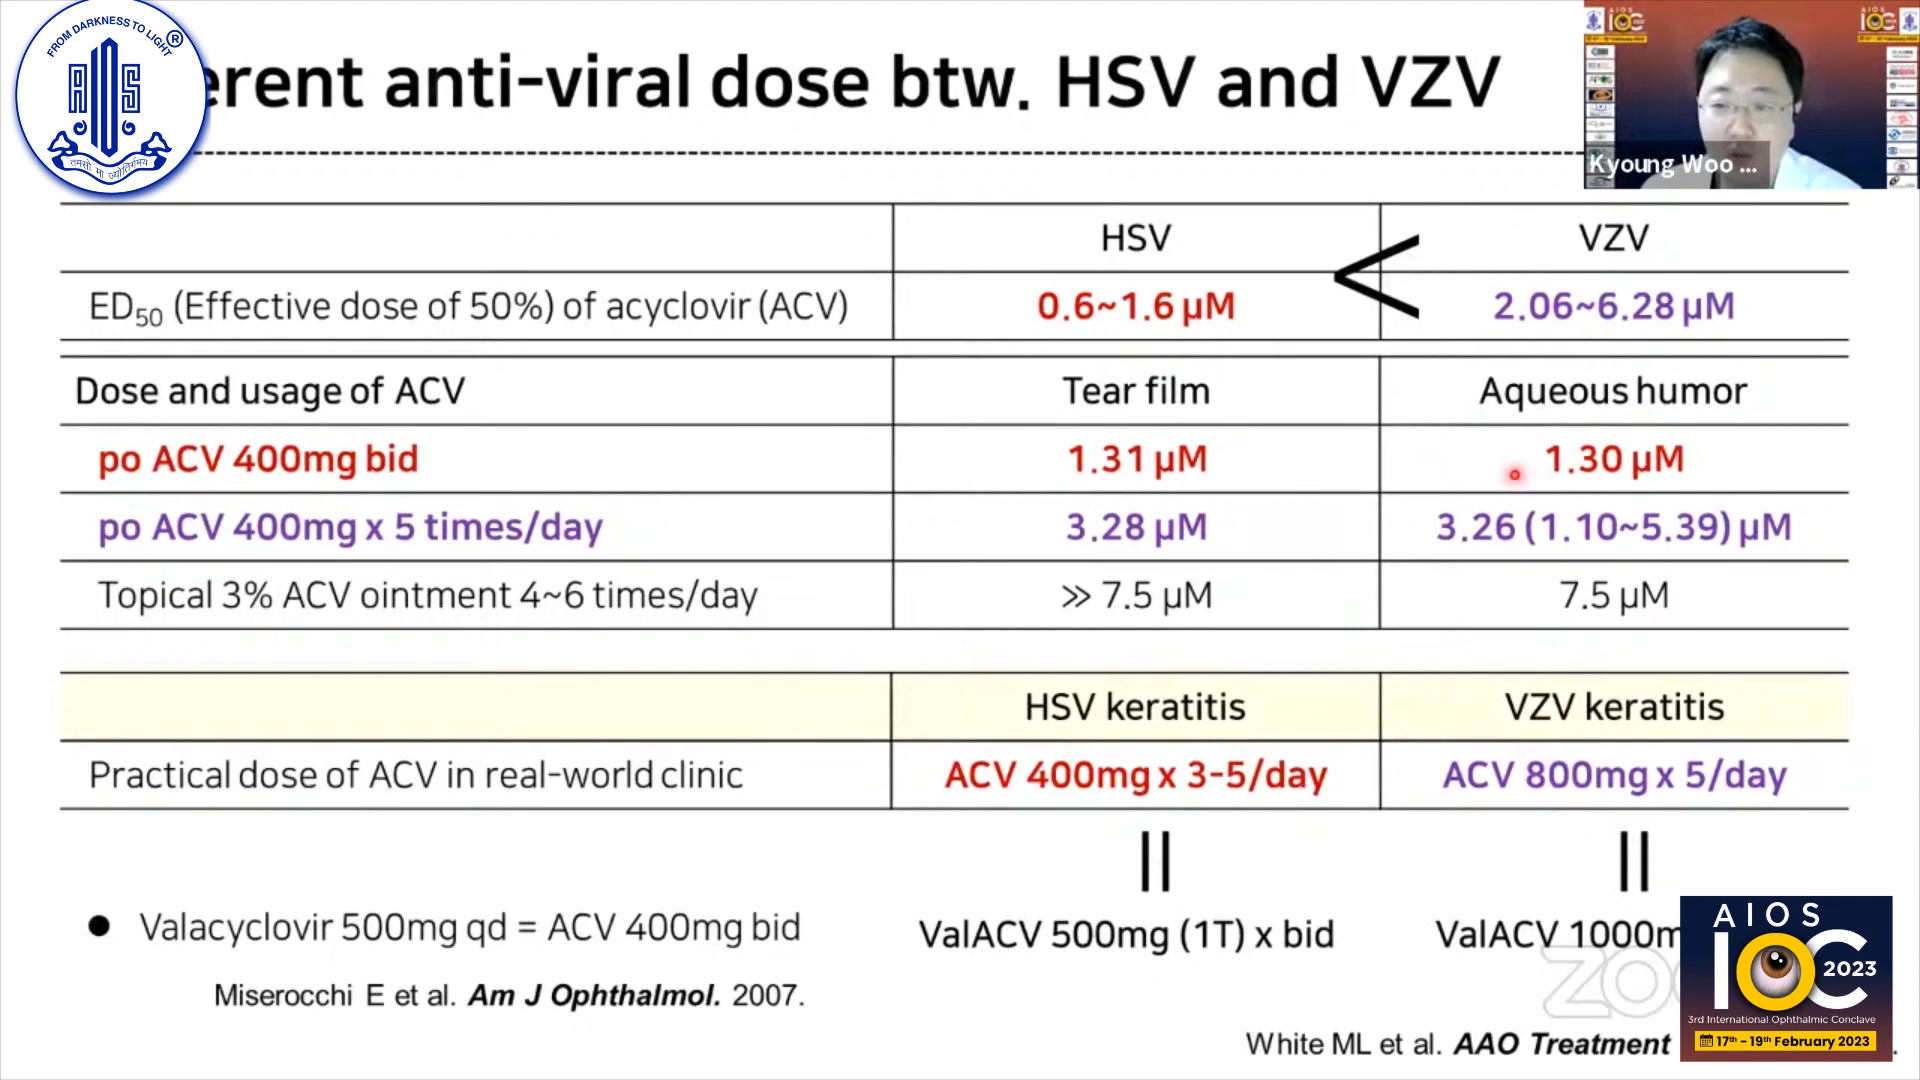 FROM DARKNESS TO LIGHT
®
AIOS
तमसो मा ज्योतिर्गमय
erent anti-viral dose btw. HSV and VZV
AIOS
IOC
Kyoung Woo ...
HSV < VZV
ED50 (Effective dose of 50%) of acyclovir (ACV) 0.6~1.6 µM 2.06~6.28 µM
Dose and usage of ACV Tear film Aqueous humor
po ACV 400mg bid 1.31 µM 1.30 µM
po ACV 400mg x 5 times/day 3.28 µM 3.26 (1.10~5.39) µM
Topical 3% ACV ointment 4~6 times/day ≫ 7.5 µM 7.5 µM
HSV keratitis VZV keratitis
Practical dose of ACV in real-world clinic ACV 400mg x 3-5/day ACV 800mg x 5/day
|| ||
● Valacyclovir 500mg qd = ACV 400mg bid ValACV 500mg (1T) x bid ValACV 1000m
Miserocchi E et al. Am J Ophthalmol. 2007.
White ML et al. AAO Treatment
zoo
AIOS
IOC 2023
3rd International Ophthalmic Conclave
17th - 19th February 2023